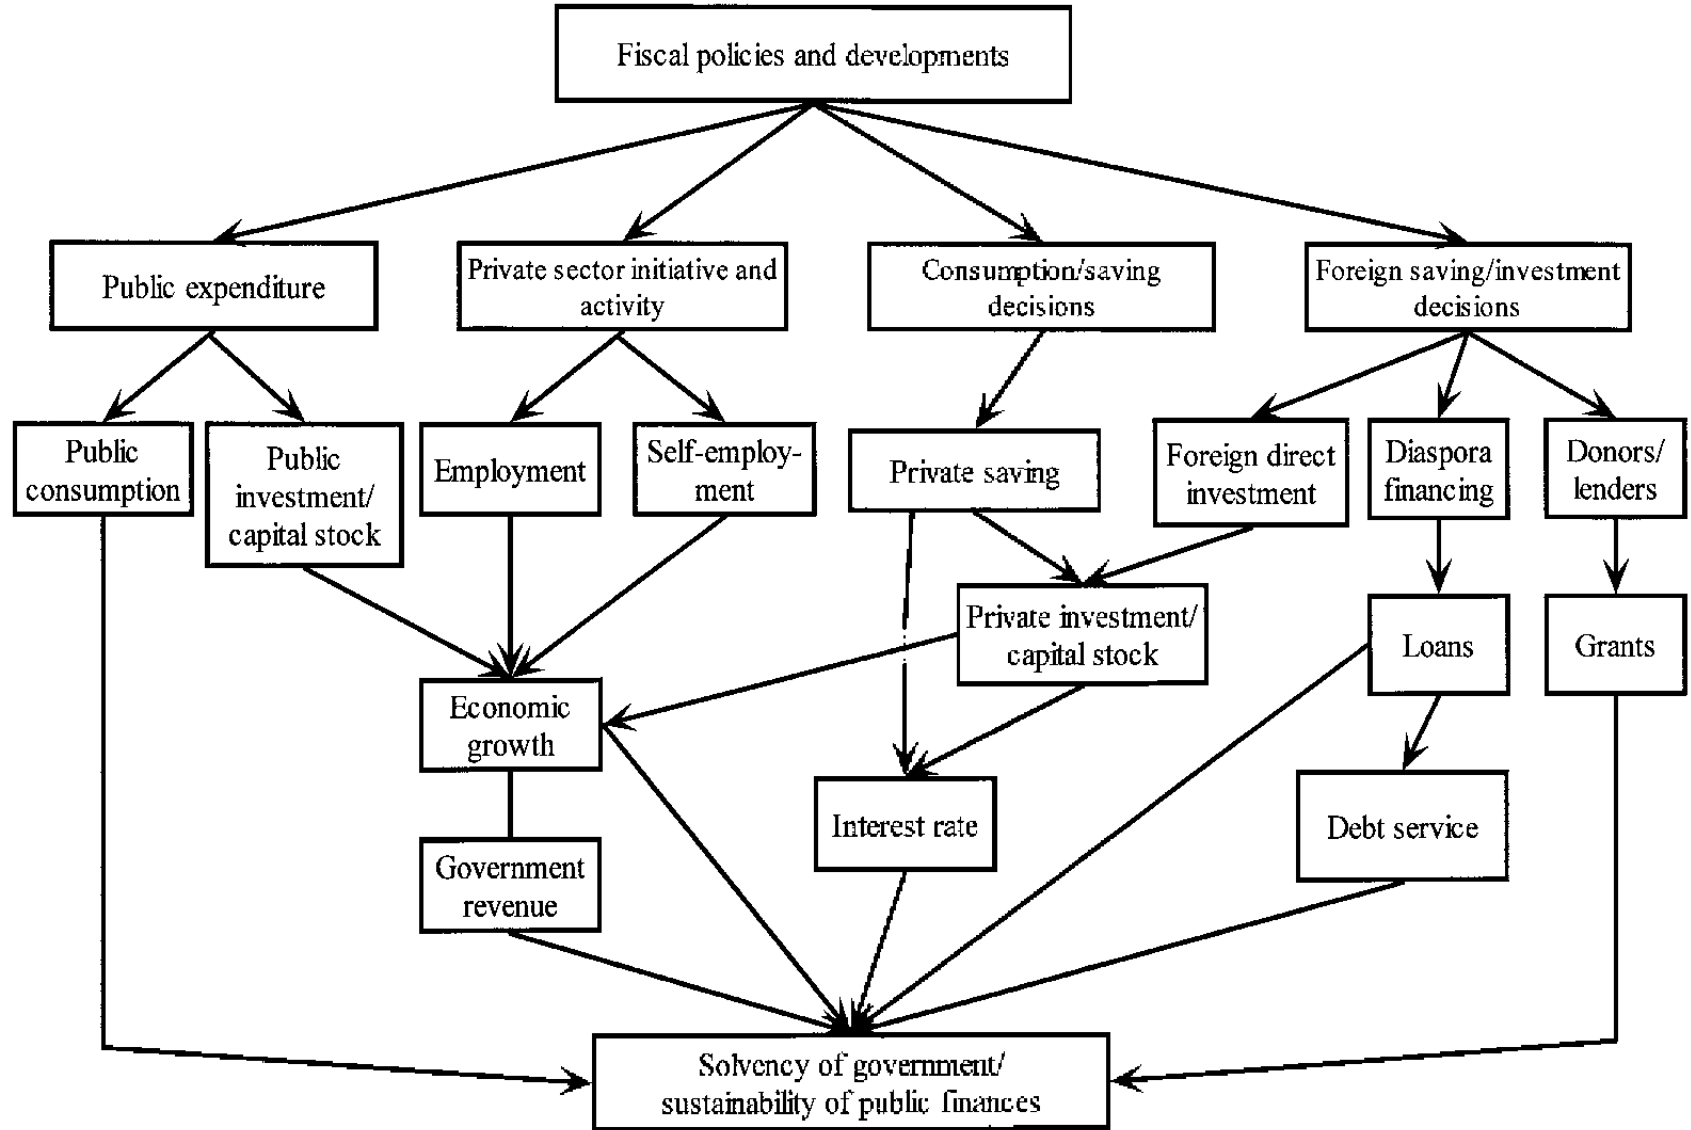 Fiscal policies and developments
Public expenditure
Private sector initiative and
activity
Consumption/saving
decisions
Foreign saving/investment
decisions
Public
consumption
Public
investment/
capital stock
Employment
Self-employ-
ment
Private saving
Foreign direct
investment
Diaspora
financing
Donors/
lenders
Private investment/
capital stock
Loans
Grants
Economic
growth
Interest rate
Debt service
Government
revenue
Solvency of government/
sustainability of public finances